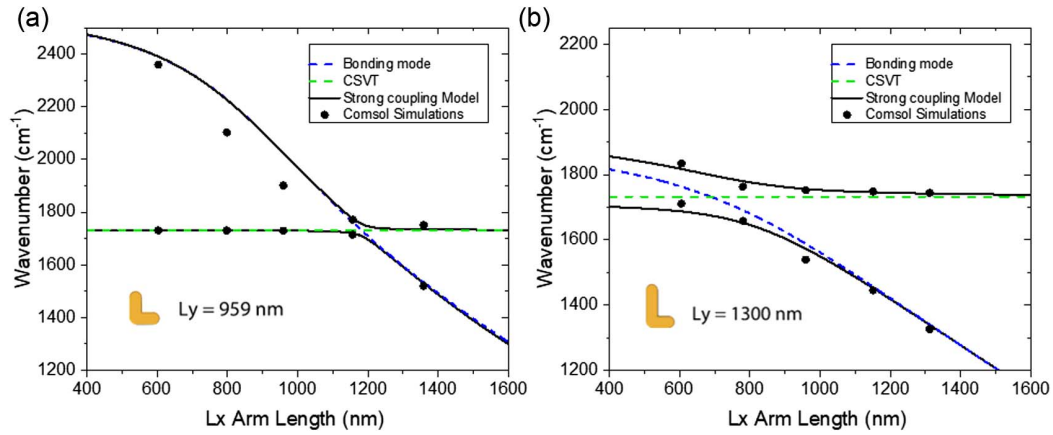 (a)
2400
2200
2000
1800
1600
1400
1200
400 600 800 1000 1200 1400 1600
Wavenumber (cm⁻¹)
Lx Arm Length (nm)
Bonding mode
CSVT
Strong coupling Model
Comsol Simulations
Ly = 959 nm
(b)
2200
2000
1800
1600
1400
1200
400 600 800 1000 1200 1400 1600
Wavenumber (cm⁻¹)
Lx Arm Length (nm)
Bonding mode
CSVT
Strong coupling Model
Comsol Simulations
Ly = 1300 nm